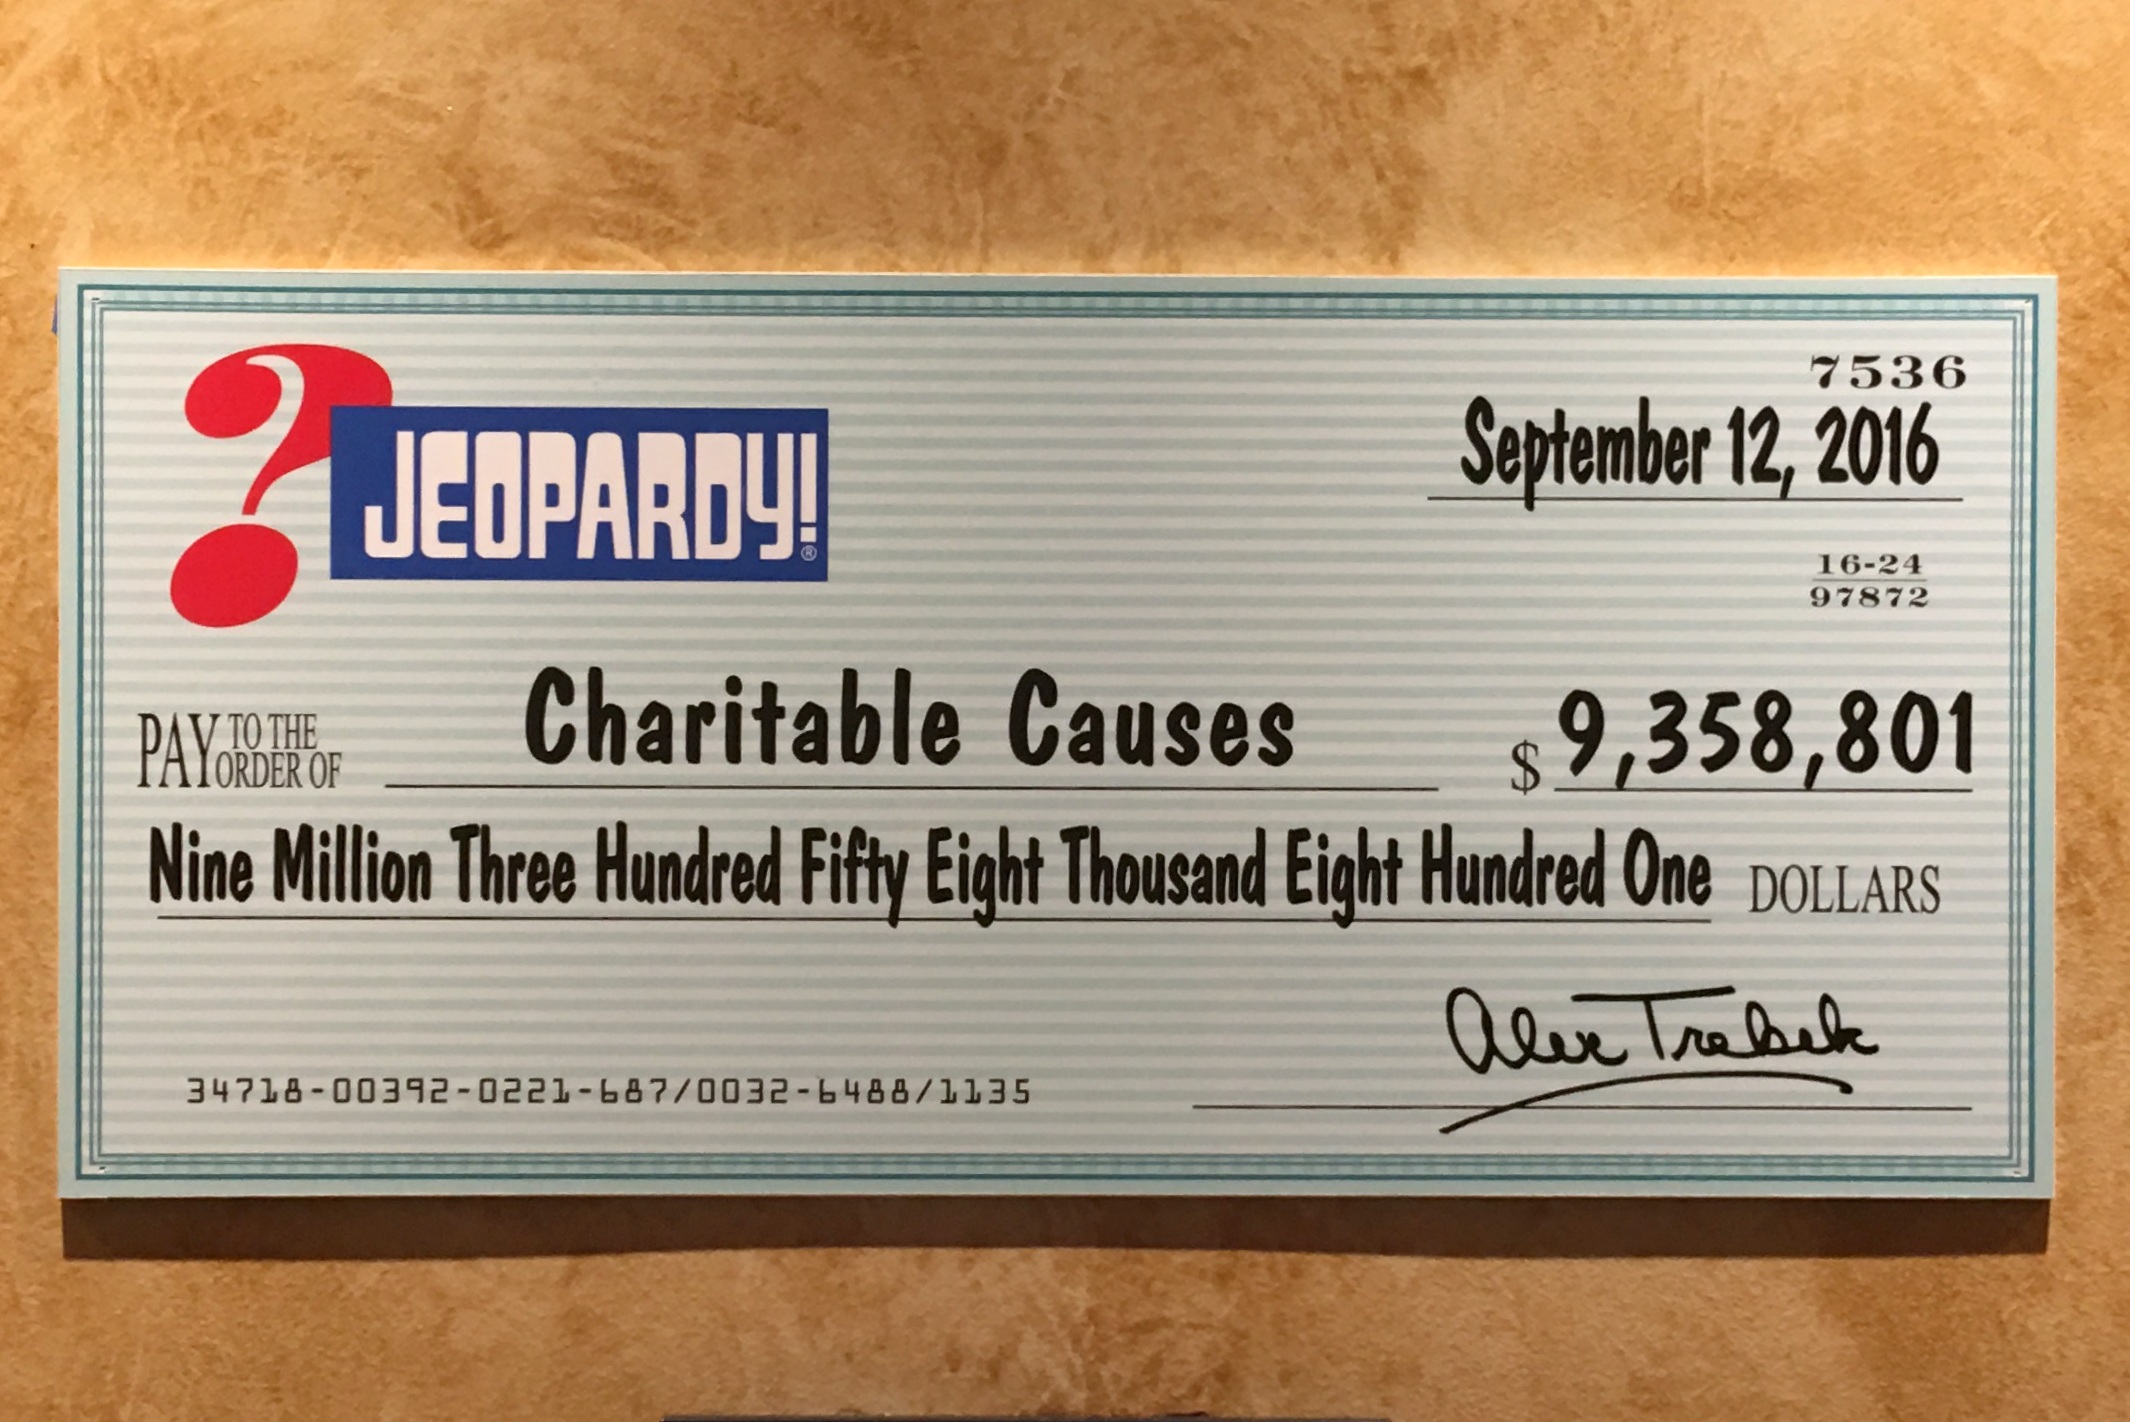 ?
JEOPARDY!®
7536
September 12, 2016
16-24
97872
PAY TO THE ORDER OF Charitable Causes $ 9,358,801
Nine Million Three Hundred Fifty Eight Thousand Eight Hundred One DOLLARS
Alex Trebek
34718-00392-0221-687/0032-6488/1135